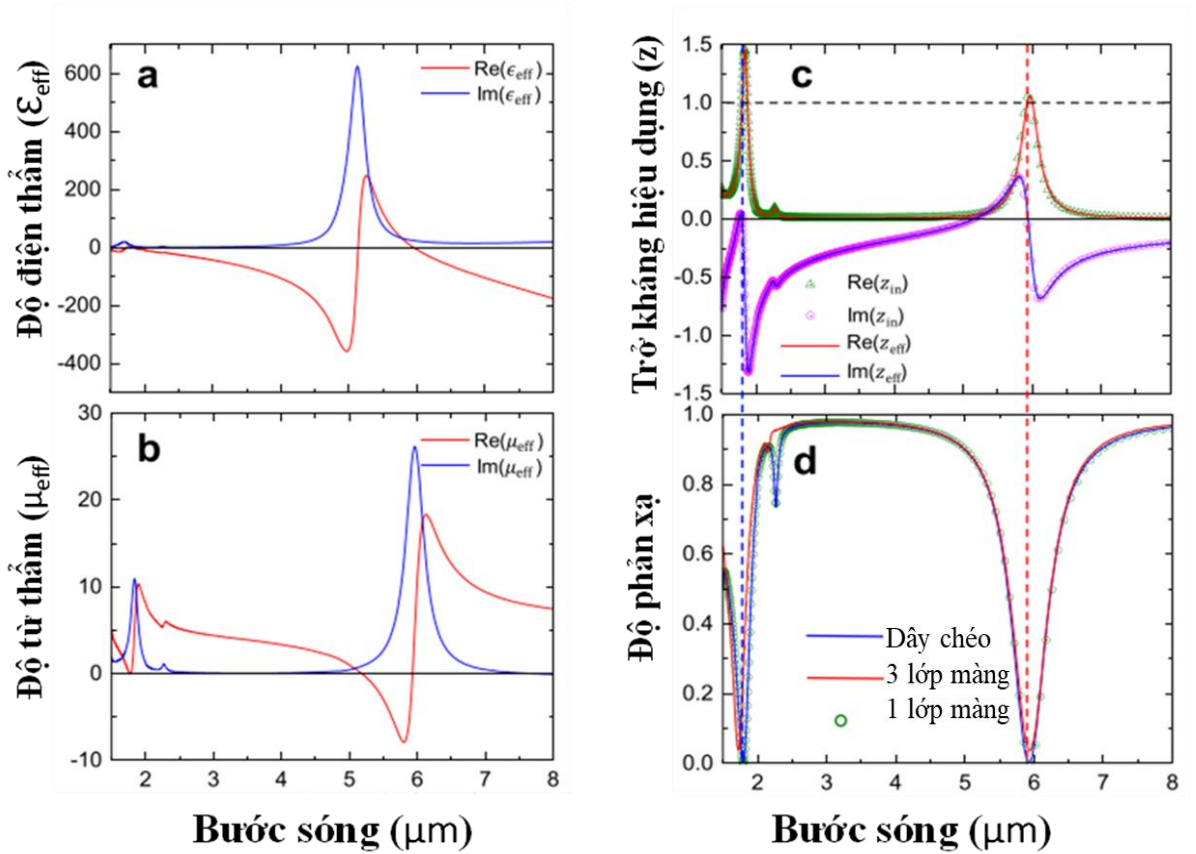 Độ điện thẩm (Ɛeff)
600
400
200
0
-200
-400
a
Re(ϵeff)
Im(ϵeff)
Độ từ thẩm (μeff)
30
20
10
0
-10
b
Re(μeff)
Im(μeff)
2 3 4 5 6 7 8
Bước sóng (μm)
Trở kháng hiệu dụng (z)
1.5
1.0
0.5
0.0
-0.5
-1.0
-1.5
c
Re(zin)
Im(zin)
Re(zeff)
Im(zeff)
Độ phản xạ
1.0
0.8
0.6
0.4
0.2
0.0
d
Dây chéo
3 lớp màng
1 lớp màng
2 3 4 5 6 7 8
Bước sóng (μm)